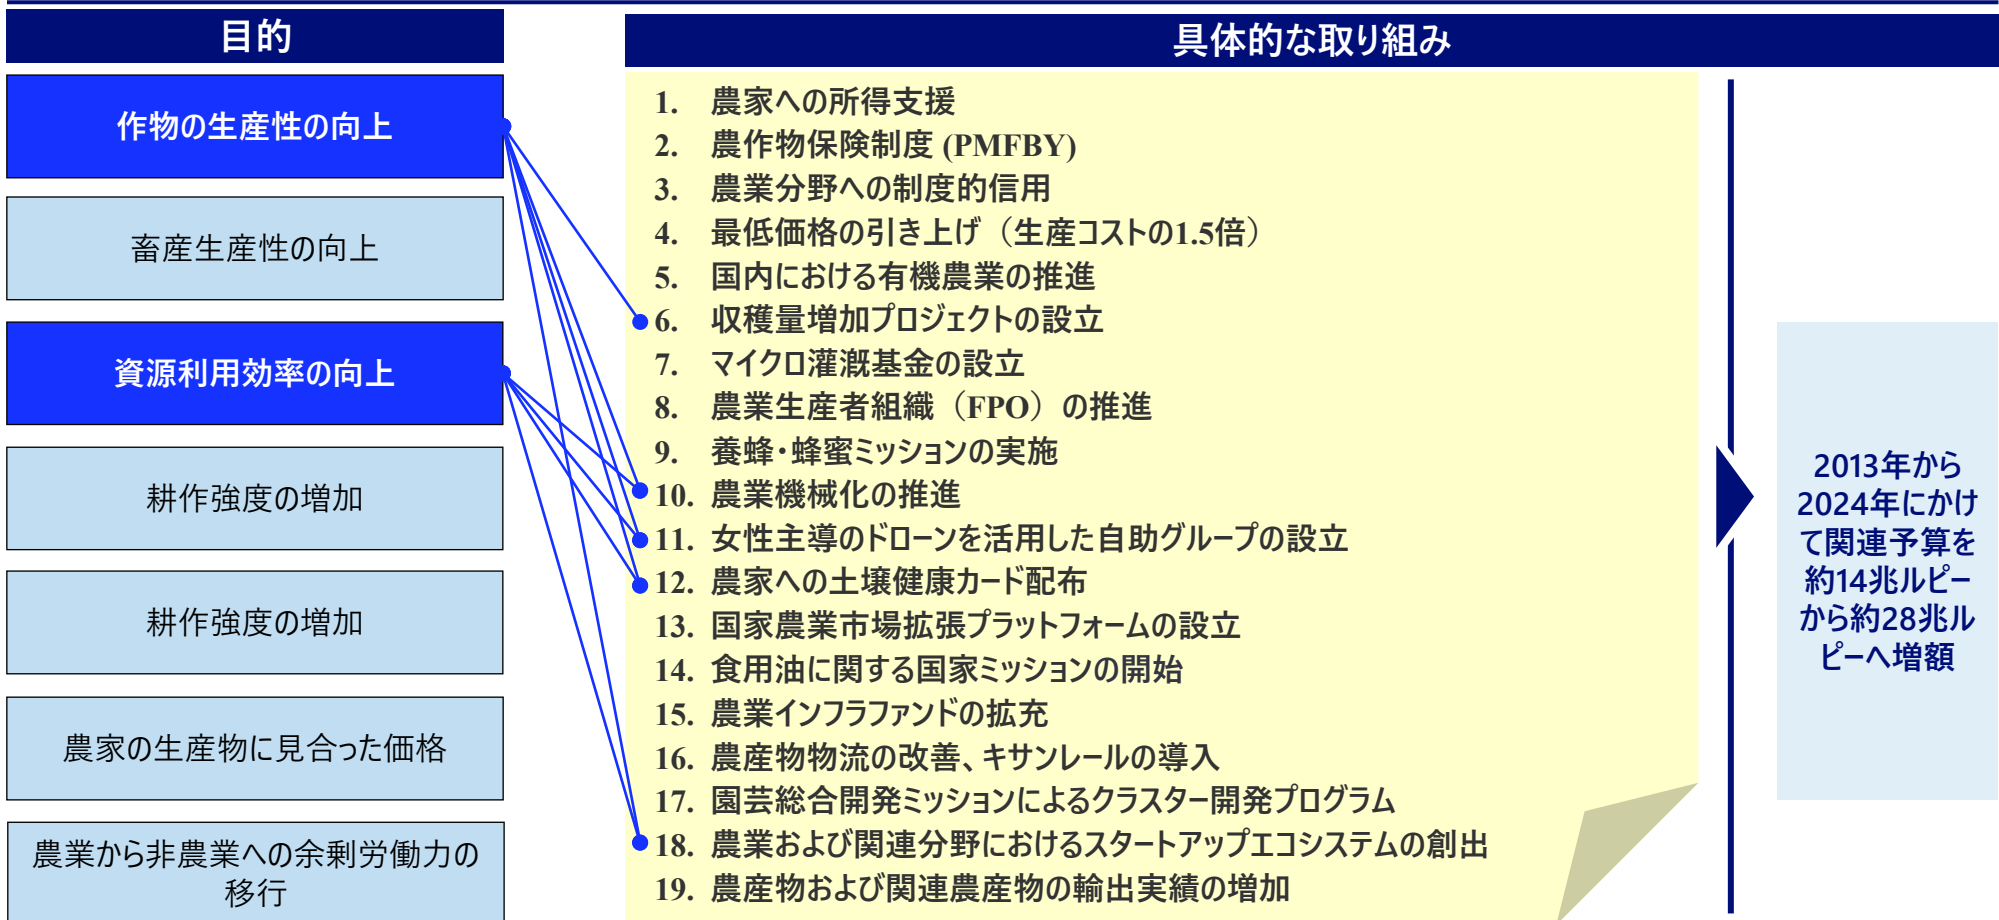 目的
作物の生産性の向上
畜産生産性の向上
資源利用効率の向上
耕作強度の増加
耕作強度の増加
農家の生産物に見合った価格
農業から非農業への余剰労働力の
移行
具体的な取り組み
1. 農家への所得支援
2. 農作物保険制度 (PMFBY)
3. 農業分野への制度的信用
4. 最低価格の引き上げ（生産コストの1.5倍）
5. 国内における有機農業の推進
6. 収穫量増加プロジェクトの設立
7. マイクロ灌漑基金の設立
8. 農業生産者組織（FPO）の推進
9. 養蜂・蜂蜜ミッションの実施
10. 農業機械化の推進
11. 女性主導のドローンを活用した自助グループの設立
12. 農家への土壌健康カード配布
13. 国家農業市場拡張プラットフォームの設立
14. 食用油に関する国家ミッションの開始
15. 農業インフラファンドの拡充
16. 農産物物流の改善、キサンレールの導入
17. 園芸総合開発ミッションによるクラスター開発プログラム
18. 農業および関連分野におけるスタートアップエコシステムの創出
19. 農産物および関連農産物の輸出実績の増加
2013年から
2024年にかけ
て関連予算を
約14兆ルピー
から約28兆ル
ピーへ増額